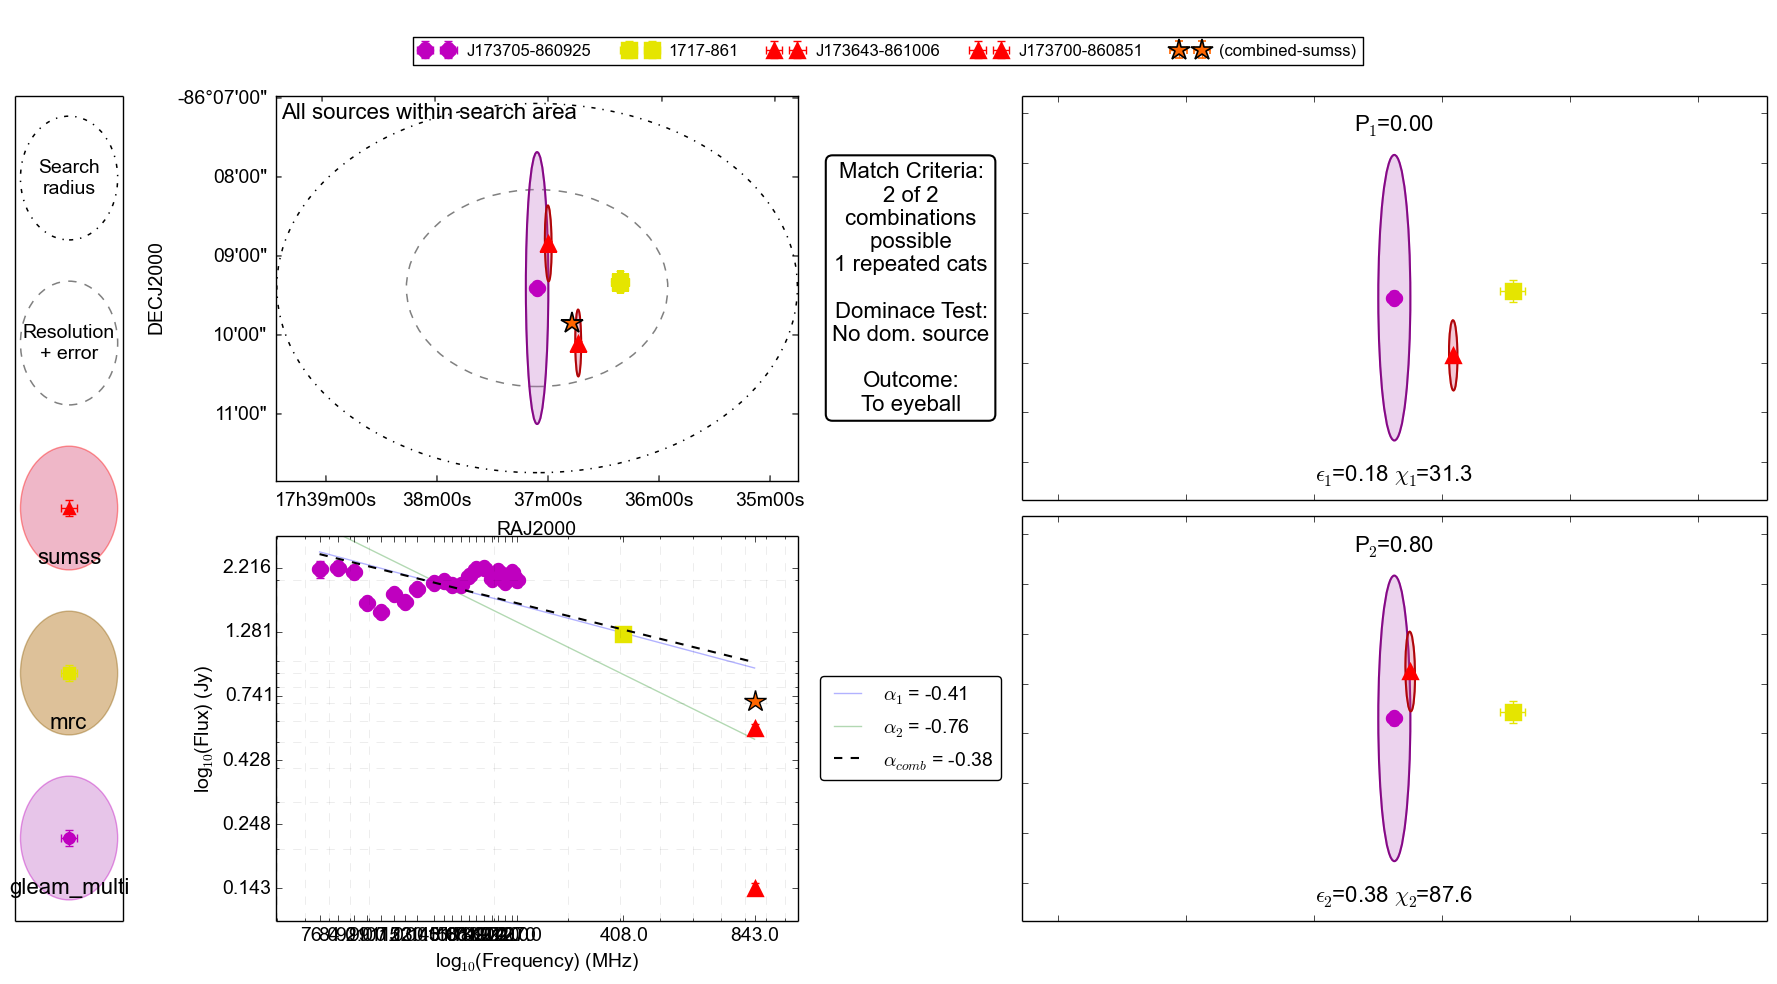 J173705-860925 1717-861 J173643-861006 J173700-860851 (combined-sumss)
Search
radius
Resolution
+ error
sumss
mrc
gleam_multi
All sources within search area
-86°07'00"
08'00"
09'00"
10'00"
11'00"
DECJ2000
17h39m00s 38m00s 37m00s 36m00s 35m00s
RAJ2000
Match Criteria:
2 of 2
combinations
possible
1 repeated cats
Dominace Test:
No dom. source
Outcome:
To eyeball
P1=0.00
ϵ1=0.18 χ1=31.3
P2=0.80
ϵ2=0.38 χ2=87.6
2.216
1.281
0.741
0.428
0.248
0.143
log10(Flux) (Jy)
408.0 843.0
log10(Frequency) (MHz)
α1 = -0.41
α2 = -0.76
αcomb = -0.38